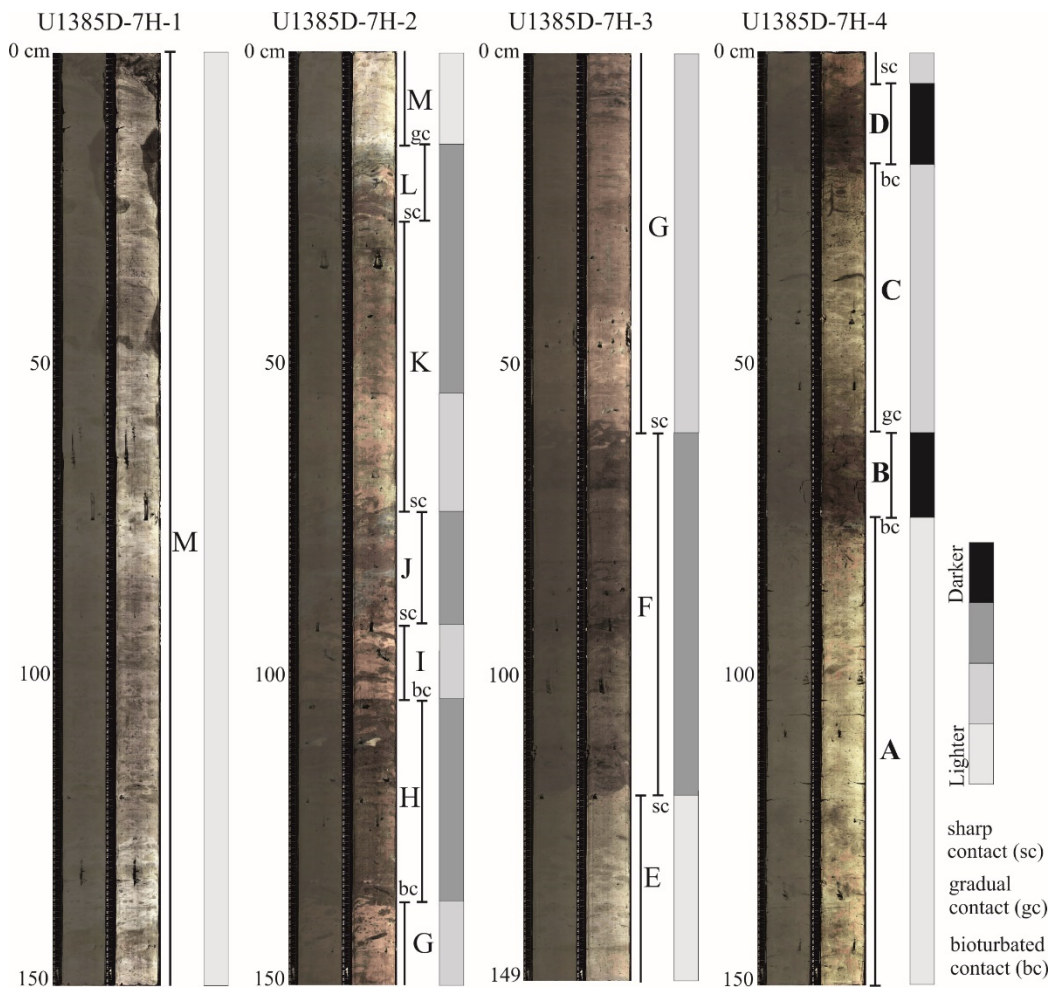 U1385D-7H-1
U1385D-7H-2
U1385D-7H-3
U1385D-7H-4
0 cm
50
100
150
M
0 cm
50
100
150
M
gc
L
sc
K
sc
J
sc
I
bc
H
bc
G
0 cm
50
100
149
G
sc
F
sc
E
0 cm
50
100
150
sc
D
bc
C
gc
B
bc
A
Darker
Lighter
sharp
contact (sc)
gradual
contact (gc)
bioturbated
contact (bc)